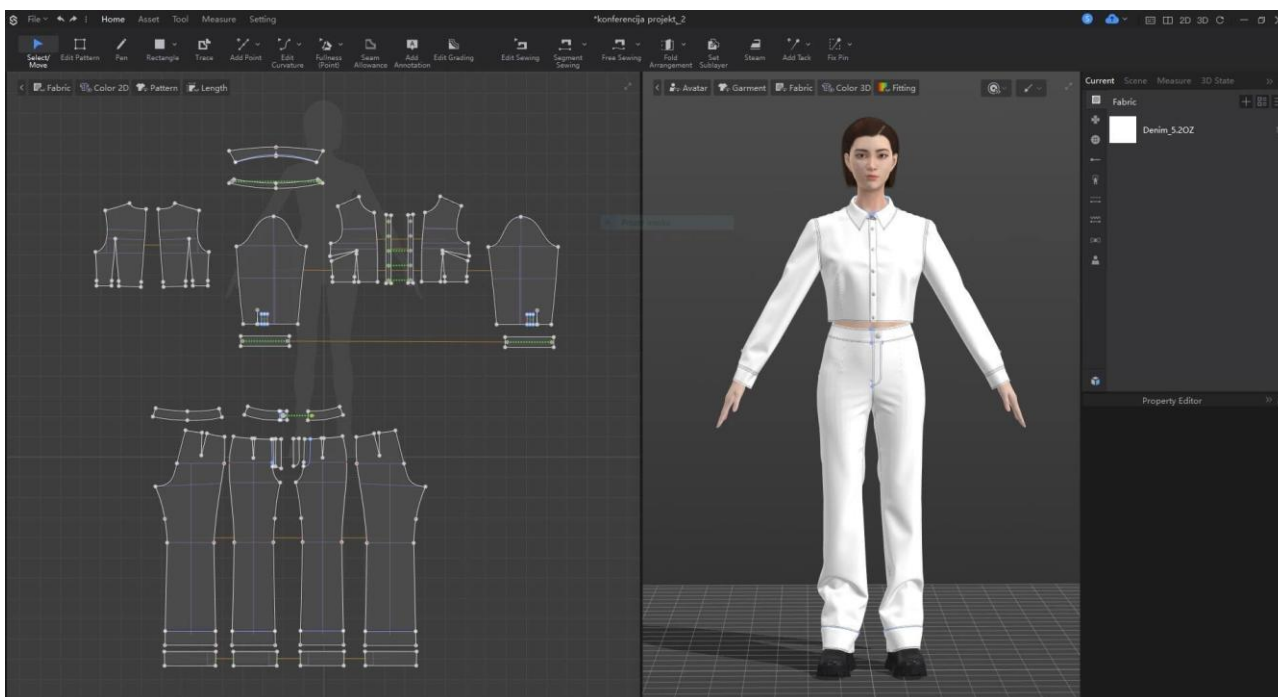 File Home Asset Tool Measure Setting
*konferencija projekt_2
2D 3D
Select/ Move
Edit Pattern
Pen
Rectangle
Trace
Add Point
Edit Curvature
Fullness (Point)
Seam Allowance
Add Annotation
Edit Grading
Edit Sewing
Segment Sewing
Free Sewing
Fold Arrangement
Set Sublayer
Steam
Add Tack
Fix Pin
Fabric Color 2D Pattern Length
Avatar Garment Fabric Color 3D Fitting
Current Scene Measure 3D State
Fabric
Denim_5.2OZ
Property Editor